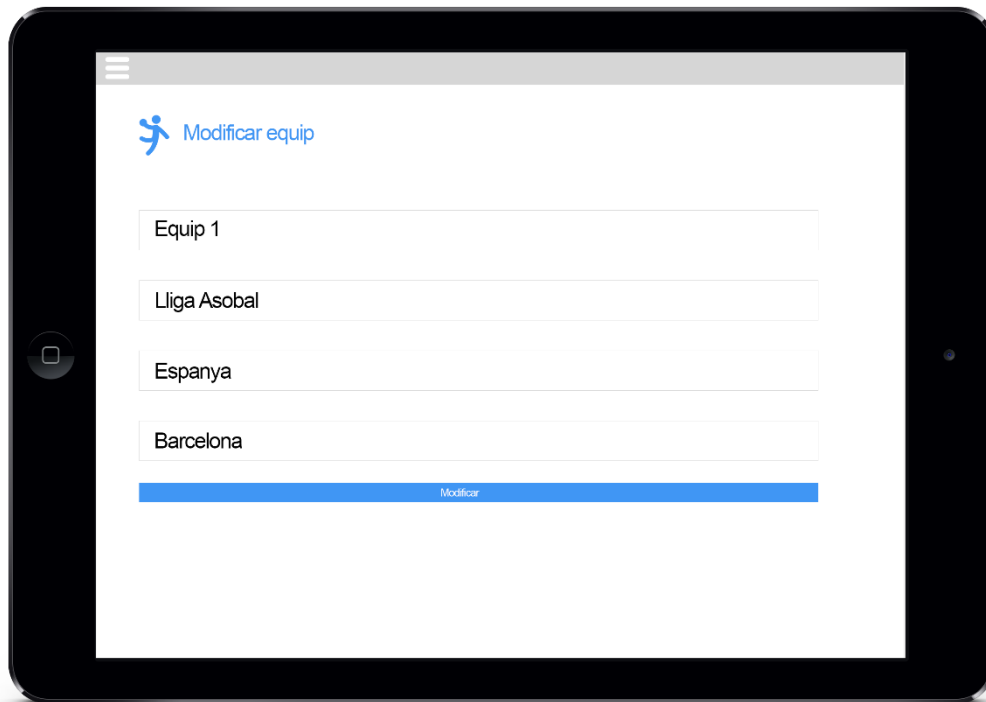 Modificar equip
Equip 1
Lliga Asobal
Espanya
Barcelona
Modificar